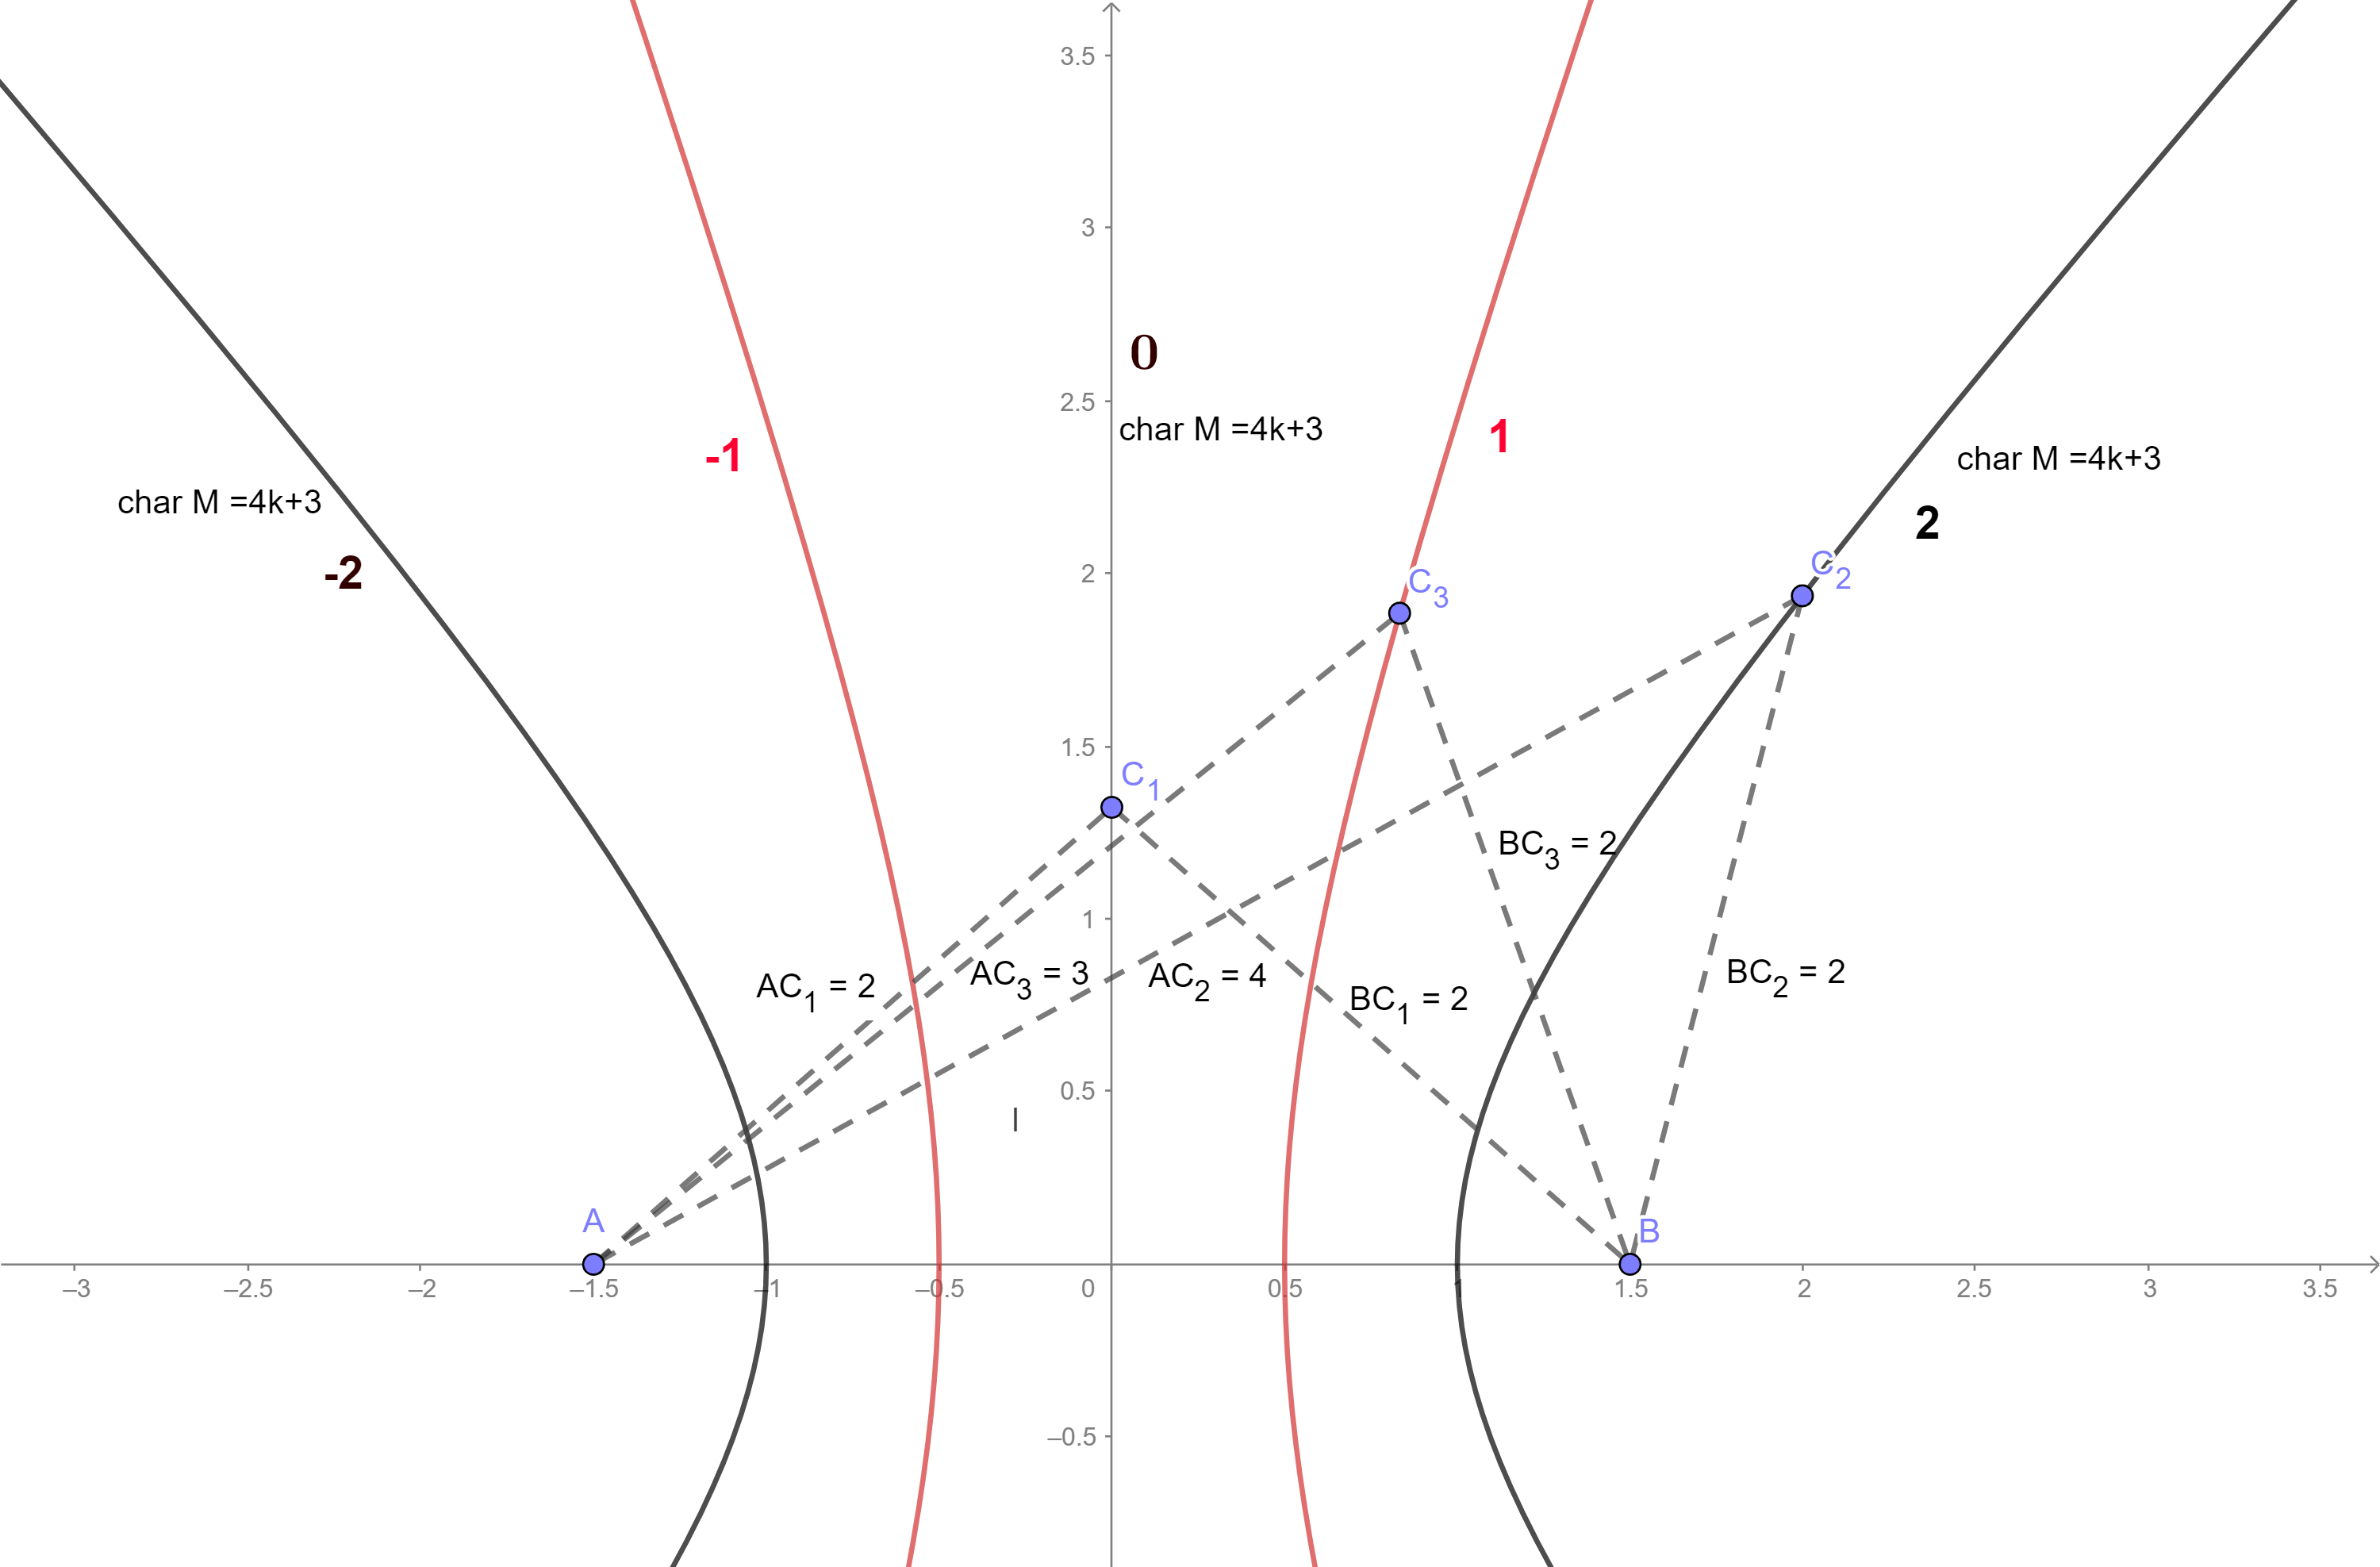 3.5
3
0
2.5
char M =4k+3
-1
1
char M =4k+3
char M =4k+3
2
-2
C2
2
C3
1.5
C1
BC3 = 2
1
AC1 = 2
AC3 = 3
AC2 = 4
BC1 = 2
BC2 = 2
0.5
l
A
B
–3
–2.5
–2
–1.5
–1
–0.5
0
0.5
1
1.5
2
2.5
3
3.5
–0.5